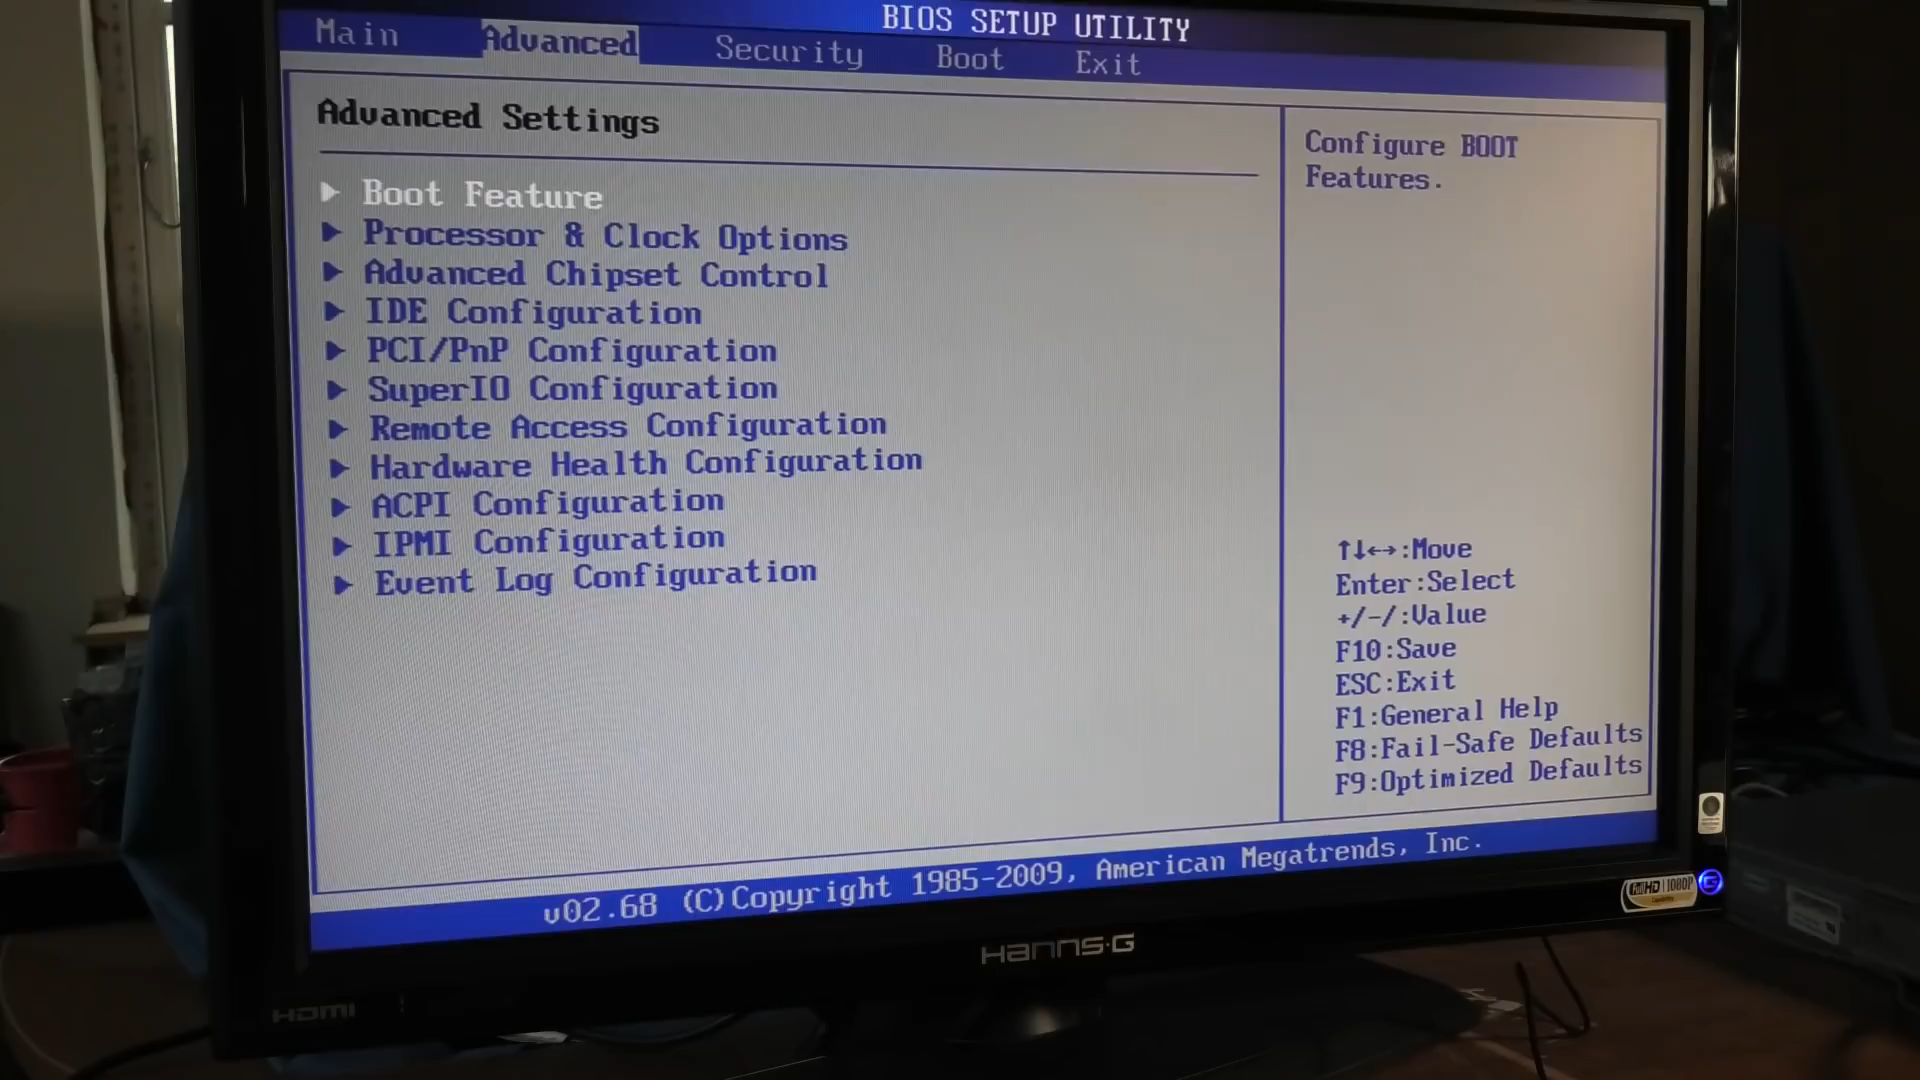 BIOS SETUP UTILITY
Main Advanced Security Boot Exit
Advanced Settings
Boot Feature
Processor & Clock Options
Advanced Chipset Control
IDE Configuration
PCI/PnP Configuration
SuperIO Configuration
Remote Access Configuration
Hardware Health Configuration
ACPI Configuration
IPMI Configuration
Event Log Configuration
Configure BOOT
Features.
↑↓←→:Move
Enter:Select
+/-/:Value
F10:Save
ESC:Exit
F1:General Help
F8:Fail-Safe Defaults
F9:Optimized Defaults
v02.68 (C)Copyright 1985-2009, American Megatrends, Inc.
FullHD 1080P
HANNS·G
HDMI